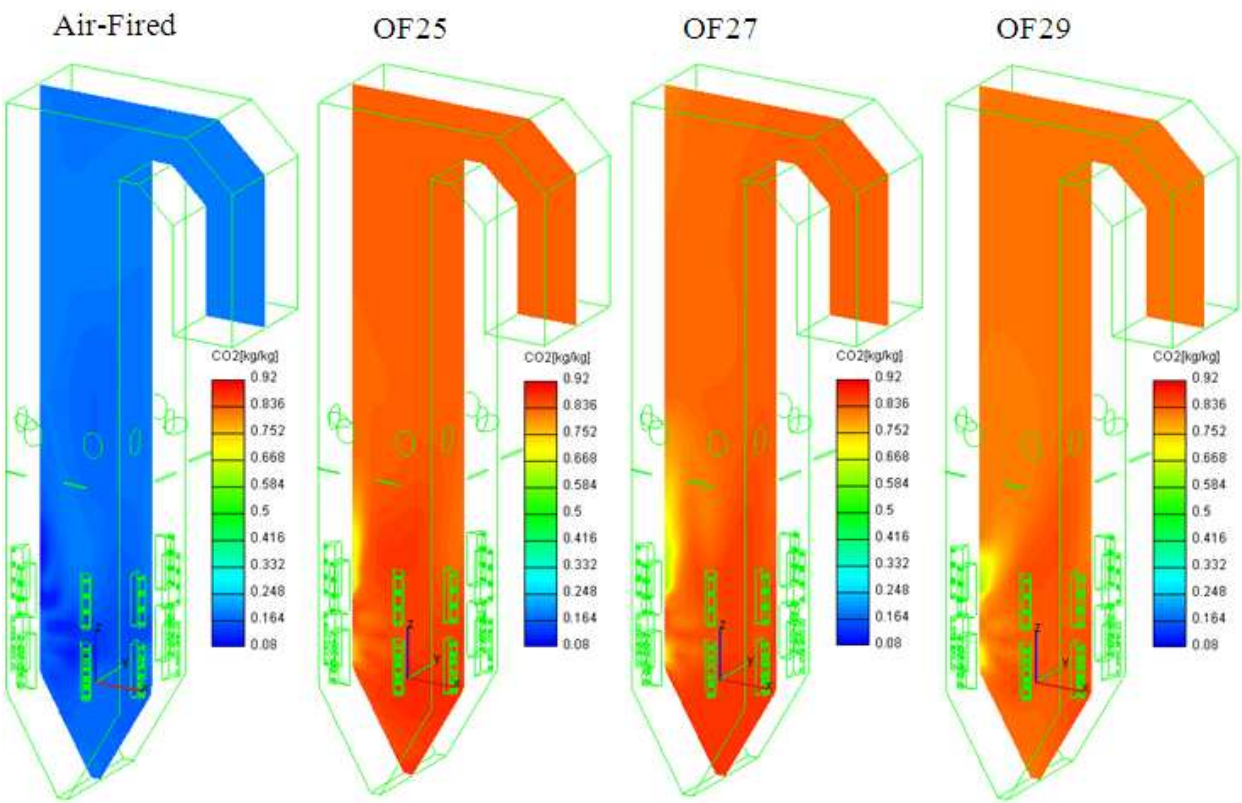 Air-Fired
OF25
OF27
OF29
CO2[kg/kg]
0.92
0.836
0.752
0.668
0.584
0.5
0.416
0.332
0.248
0.164
0.08
Z
Y
X
CO2[kg/kg]
0.92
0.836
0.752
0.668
0.584
0.5
0.416
0.332
0.248
0.164
0.08
Z
Y
X
CO2[kg/kg]
0.92
0.836
0.752
0.668
0.584
0.5
0.416
0.332
0.248
0.164
0.08
Z
Y
X
CO2[kg/kg]
0.92
0.836
0.752
0.668
0.584
0.5
0.416
0.332
0.248
0.164
0.08
Z
Y
X